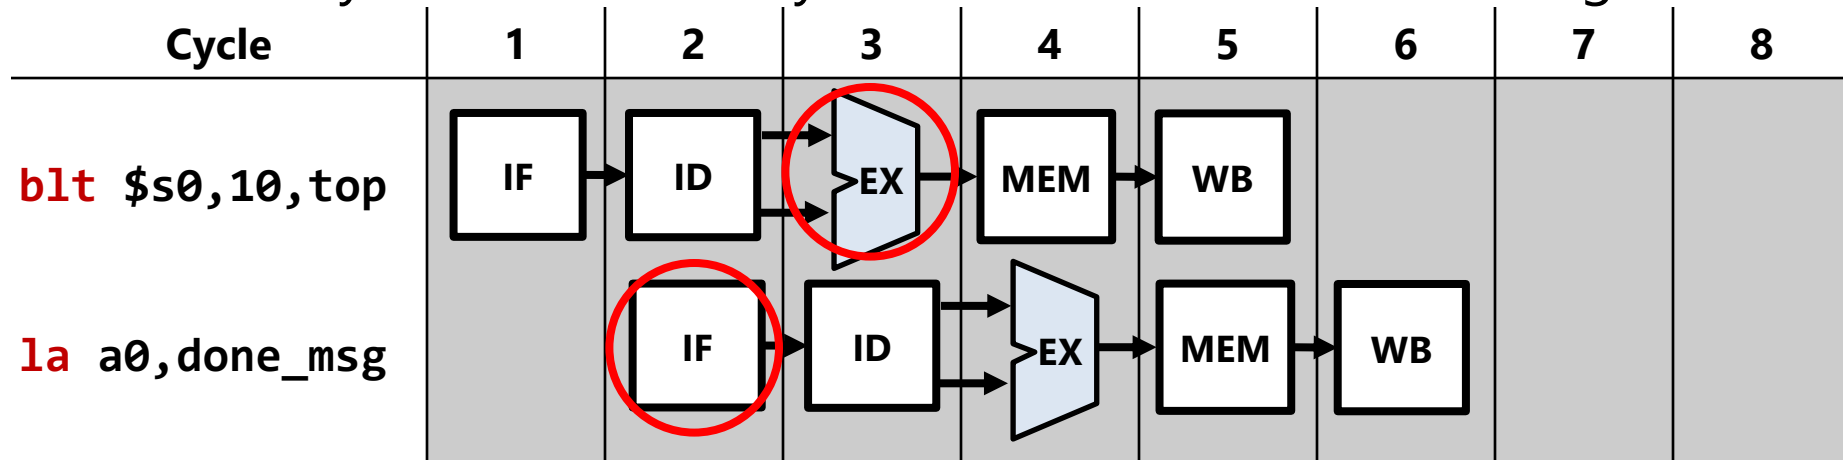 Cycle 1 2 3 4 5 6 7 8
blt $s0,10,top IF ID EX MEM WB
la a0,done_msg IF ID EX MEM WB